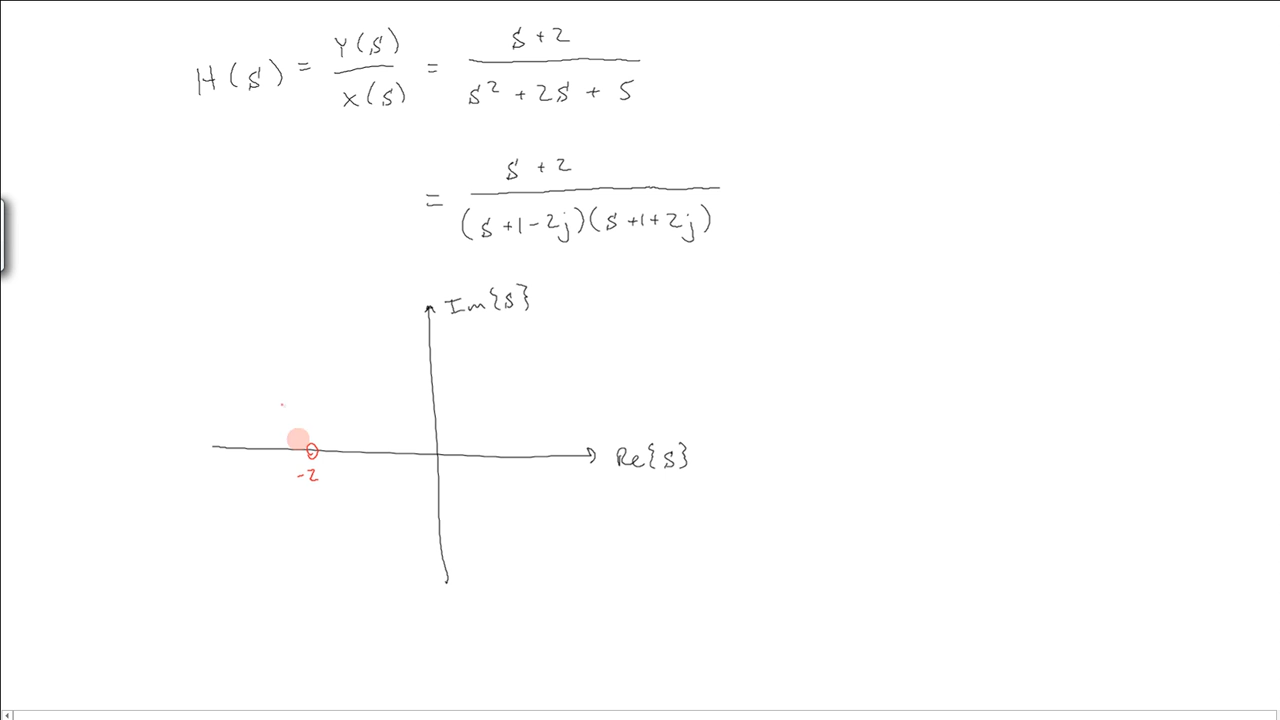 H(s) = Y(s)/X(s) = (s+2)/(s² + 2s + 5)
= (s+2)/((s+1-2j)(s+1+2j))
Im{s}
Re{s}
-2